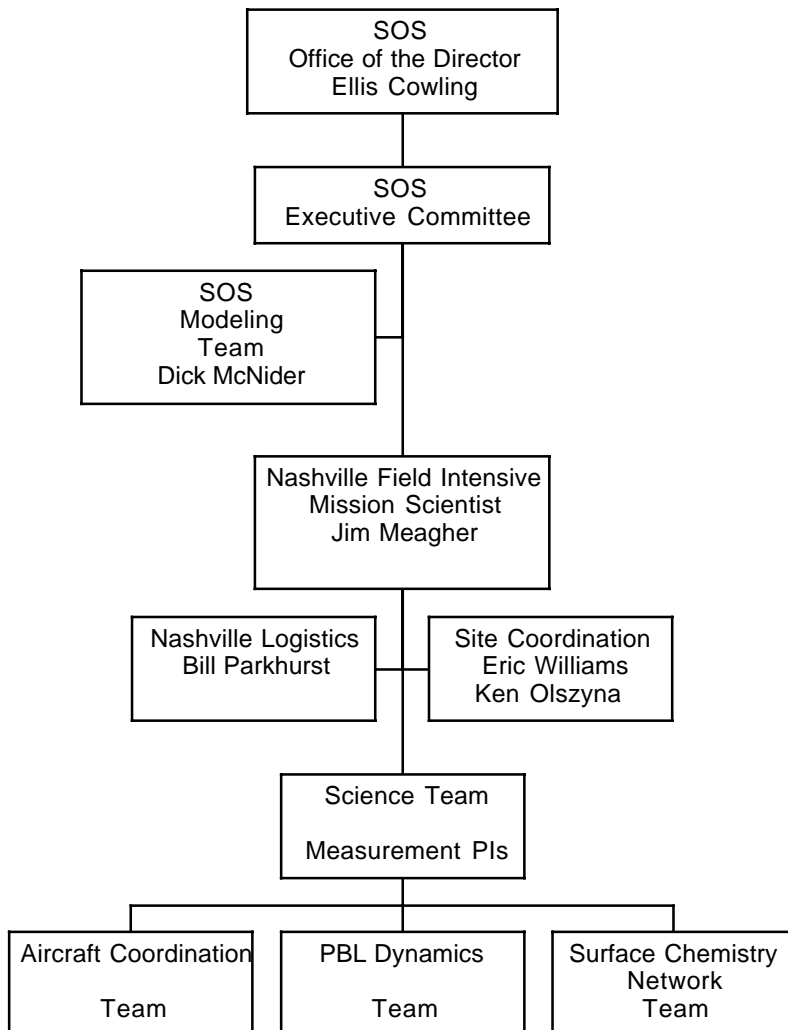 SOS
Office of the Director
Ellis Cowling
SOS
Executive Committee
SOS
Modeling
Team
Dick McNider
Nashville Field Intensive
Mission Scientist
Jim Meagher
Nashville Logistics
Bill Parkhurst
Site Coordination
Eric Williams
Ken Olszyna
Science Team
Measurement PIs
Aircraft Coordination
Team
PBL Dynamics
Team
Surface Chemistry
Network
Team